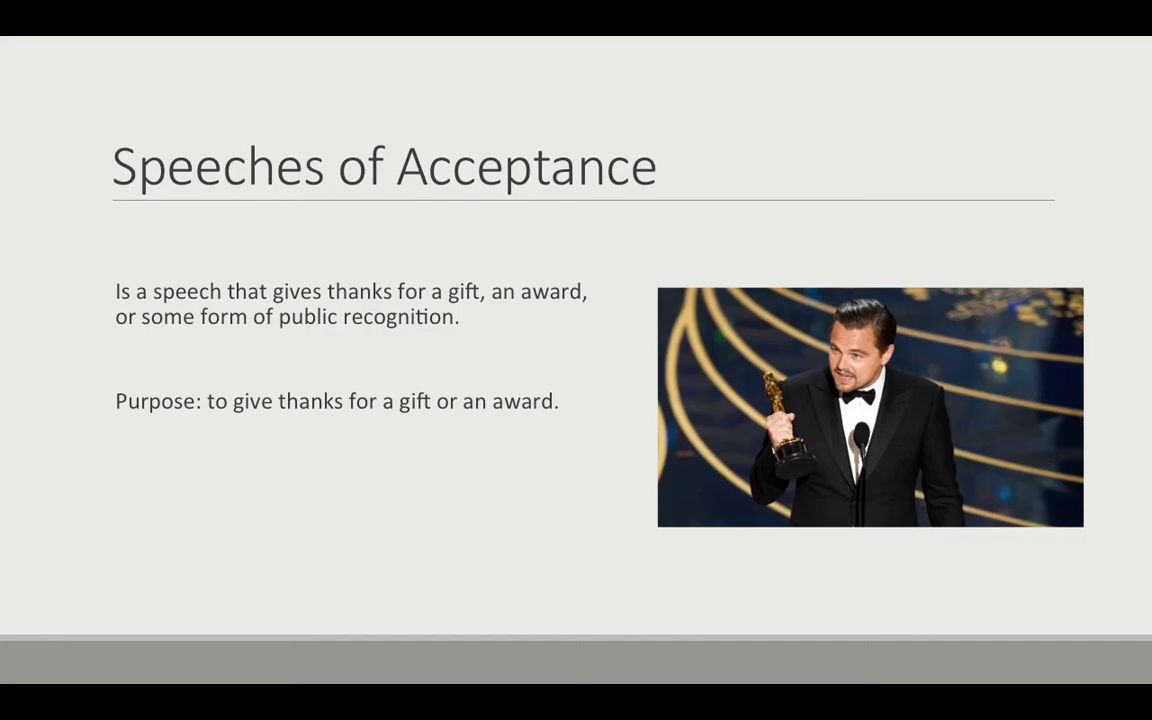 Speeches of Acceptance
Is a speech that gives thanks for a gift, an award,
or some form of public recognition.
Purpose: to give thanks for a gift or an award.